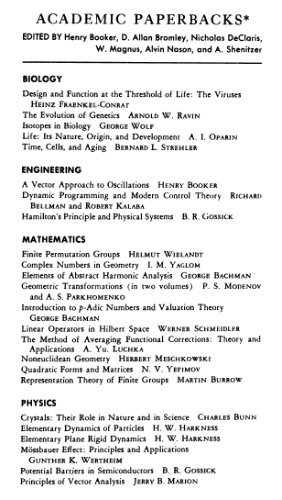 ACADEMIC PAPERBACKS*
EDITED BY Henry Booker, D. Allan Bromley, Nicholas DeClaris,
W. Magnus, Alvin Nason, and A. Shenitzer
BIOLOGY
Design and Function at the Threshold of Life: The Viruses
HEINZ FRAENKEL-CONRAT
The Evolution of Genetics ARNOLD W. RAVIN
Isotopes in Biology GEORGE WOLF
Life: Its Nature, Origin, and Development A. I. OPARIN
Time, Cells, and Aging BERNARD L. STREHLER
ENGINEERING
A Vector Approach to Oscillations HENRY BOOKER
Dynamic Programming and Modern Control Theory RICHARD
BELLMAN and ROBERT KALABA
Hamilton's Principle and Physical Systems B. R. GOSSICK
MATHEMATICS
Finite Permutation Groups HELMUT WIELANDT
Complex Numbers in Geometry I. M. YAGLOM
Elements of Abstract Harmonic Analysis GEORGE BACHMAN
Geometric Transformations (in two volumes) P. S. MODENOV
and A. S. PARKHOMENKO
Introduction to p-Adic Numbers and Valuation Theory
GEORGE BACHMAN
Linear Operators in Hilbert Space WERNER SCHMEIDLER
The Method of Averaging Functional Corrections: Theory and
Applications A. Yu. LUCHKA
Noneuclidean Geometry HERBERT MESCHKOWSKI
Quadratic Forms and Matrices N. V. YEFIMOV
Representation Theory of Finite Groups MARTIN BURROW
PHYSICS
Crystals: Their Role in Nature and in Science CHARLES BUNN
Elementary Dynamics of Particles H. W. HARKNESS
Elementary Plane Rigid Dynamics H. W. HARKNESS
Mössbauer Effect: Principles and Applications
GUNTHER K. WERTHEIM
Potential Barriers in Semiconductors B. R. GOSSICK
Principles of Vector Analysis JERRY B. MARION